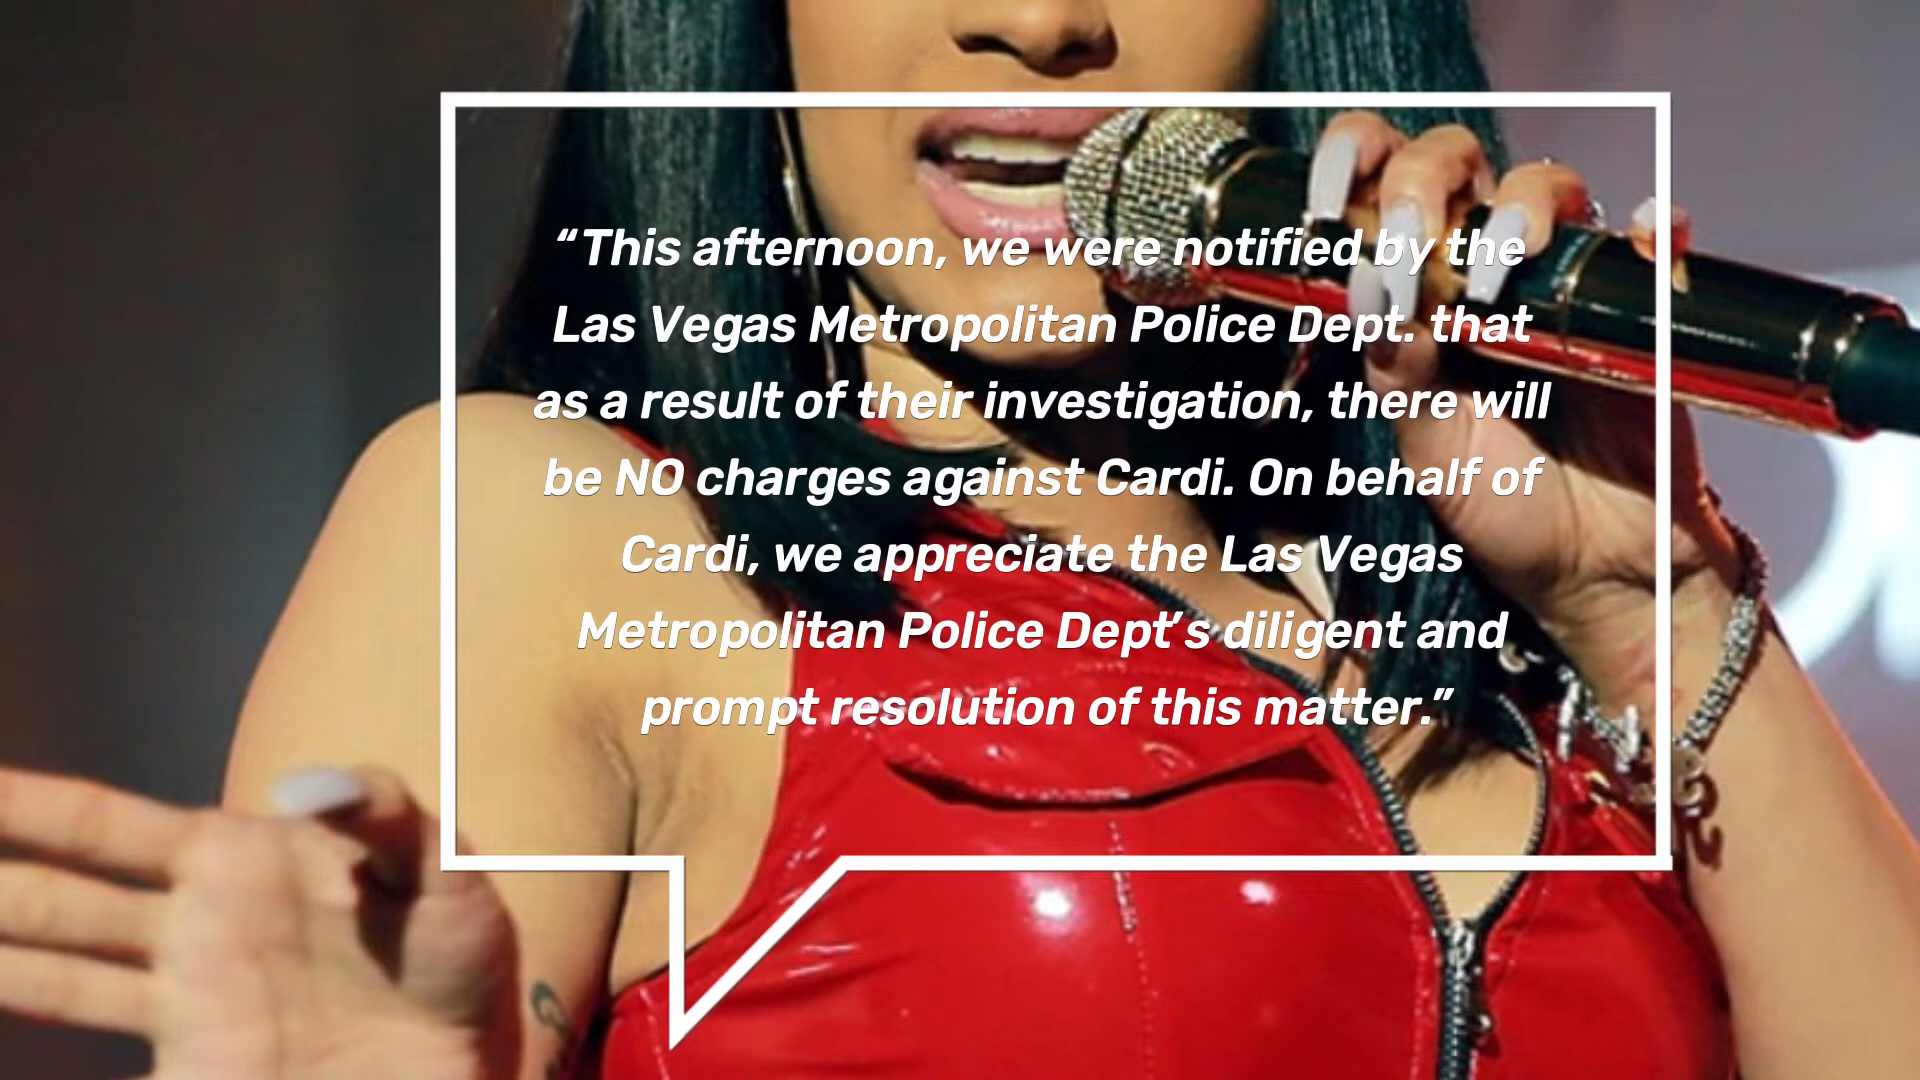 “This afternoon, we were notified by the
Las Vegas Metropolitan Police Dept. that
as a result of their investigation, there will
be NO charges against Cardi. On behalf of
Cardi, we appreciate the Las Vegas
Metropolitan Police Dept’s diligent and
prompt resolution of this matter.”